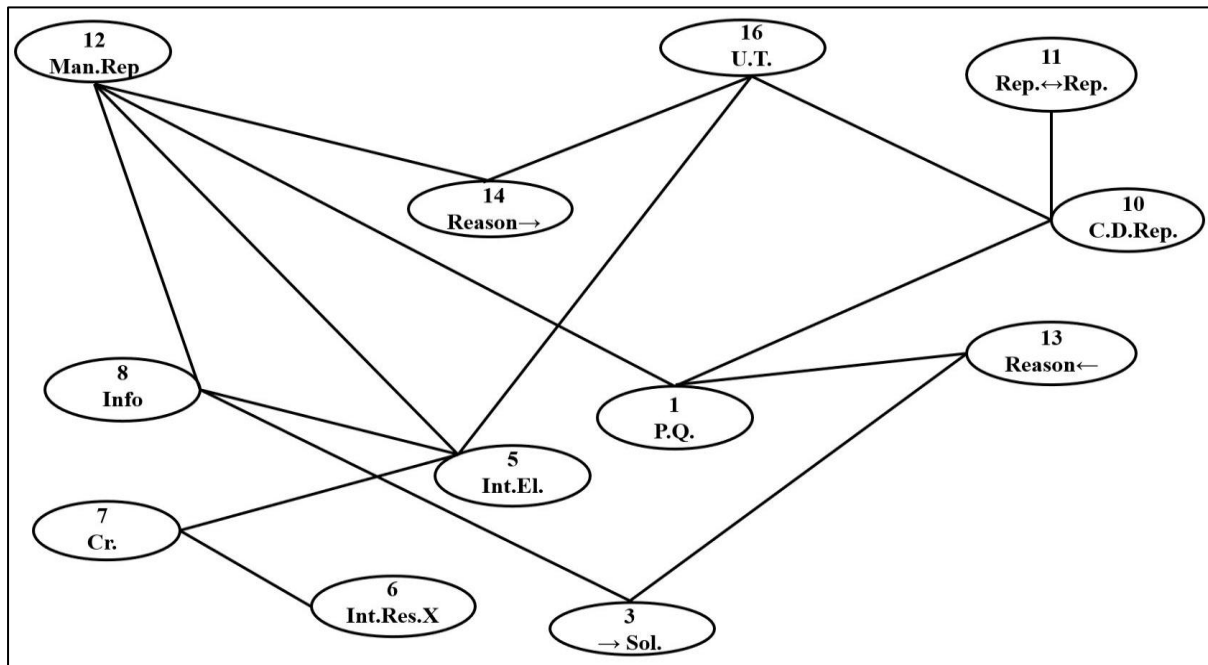 12
Man.Rep
16
U.T.
11
Rep.↔Rep.
14
Reason→
10
C.D.Rep.
13
Reason←
8
Info
1
P.Q.
5
Int.El.
7
Cr.
6
Int.Res.X
3
→ Sol.